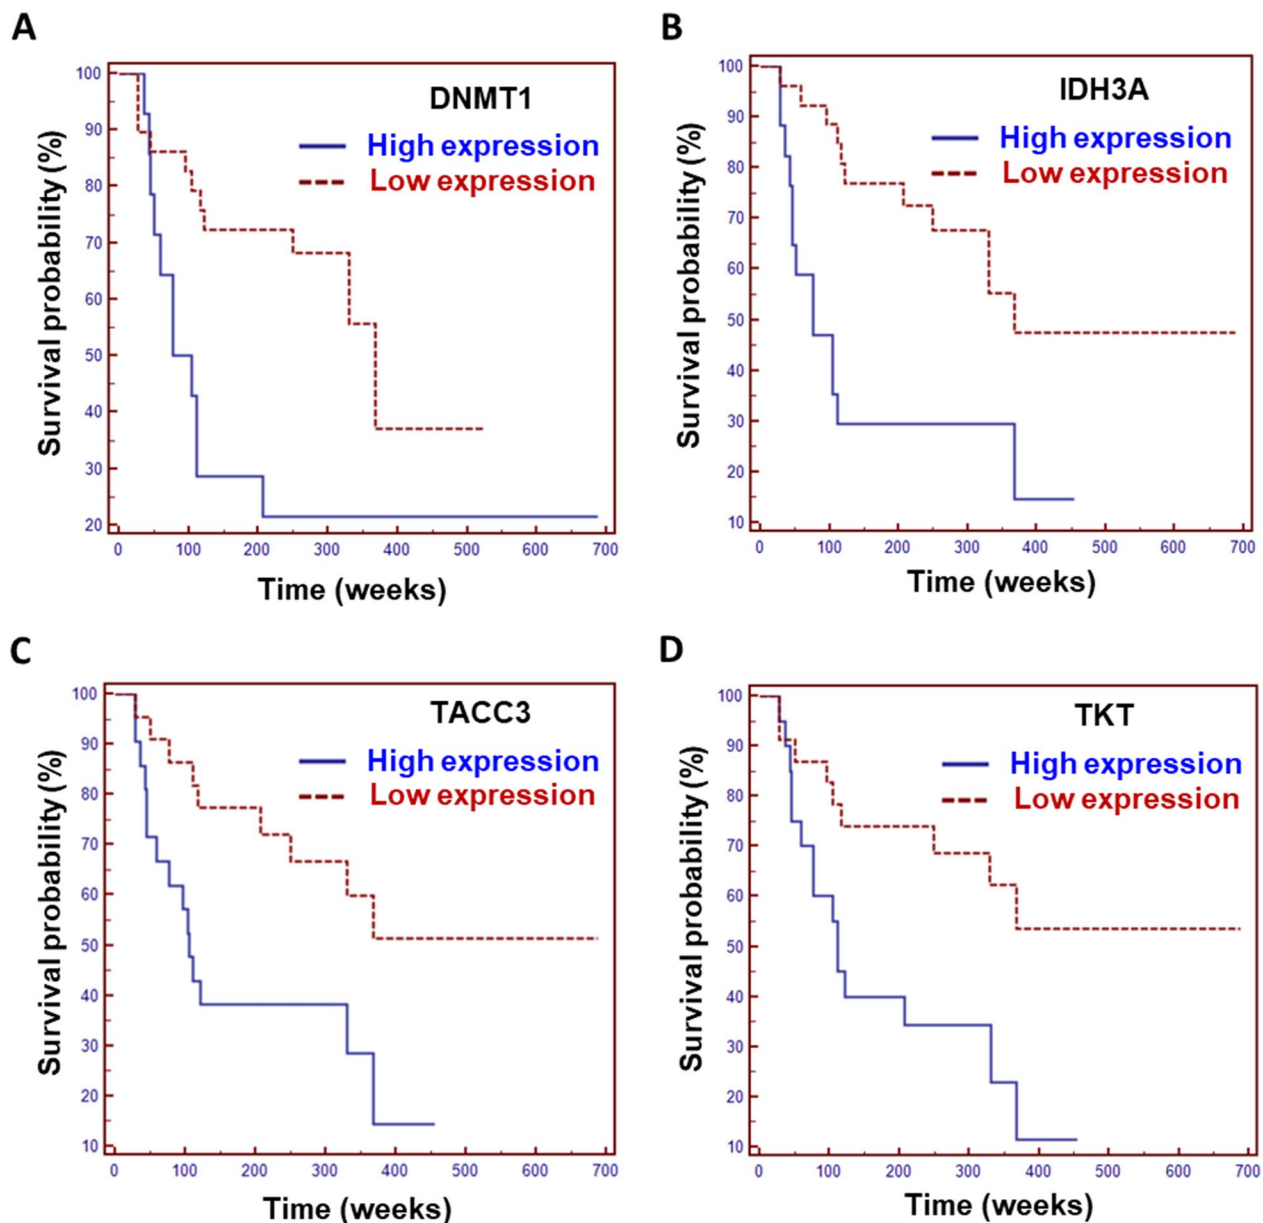 A
DNMT1
High expression
Low expression
Survival probability (%)
100
90
80
70
60
50
40
30
20
0 100 200 300 400 500 600 700
Time (weeks)
B
IDH3A
High expression
Low expression
Survival probability (%)
100
90
80
70
60
50
40
30
20
10
0 100 200 300 400 500 600 700
Time (weeks)
C
TACC3
High expression
Low expression
Survival probability (%)
100
90
80
70
60
50
40
30
20
10
0 100 200 300 400 500 600 700
Time (weeks)
D
TKT
High expression
Low expression
Survival probability (%)
100
90
80
70
60
50
40
30
20
10
0 100 200 300 400 500 600 700
Time (weeks)